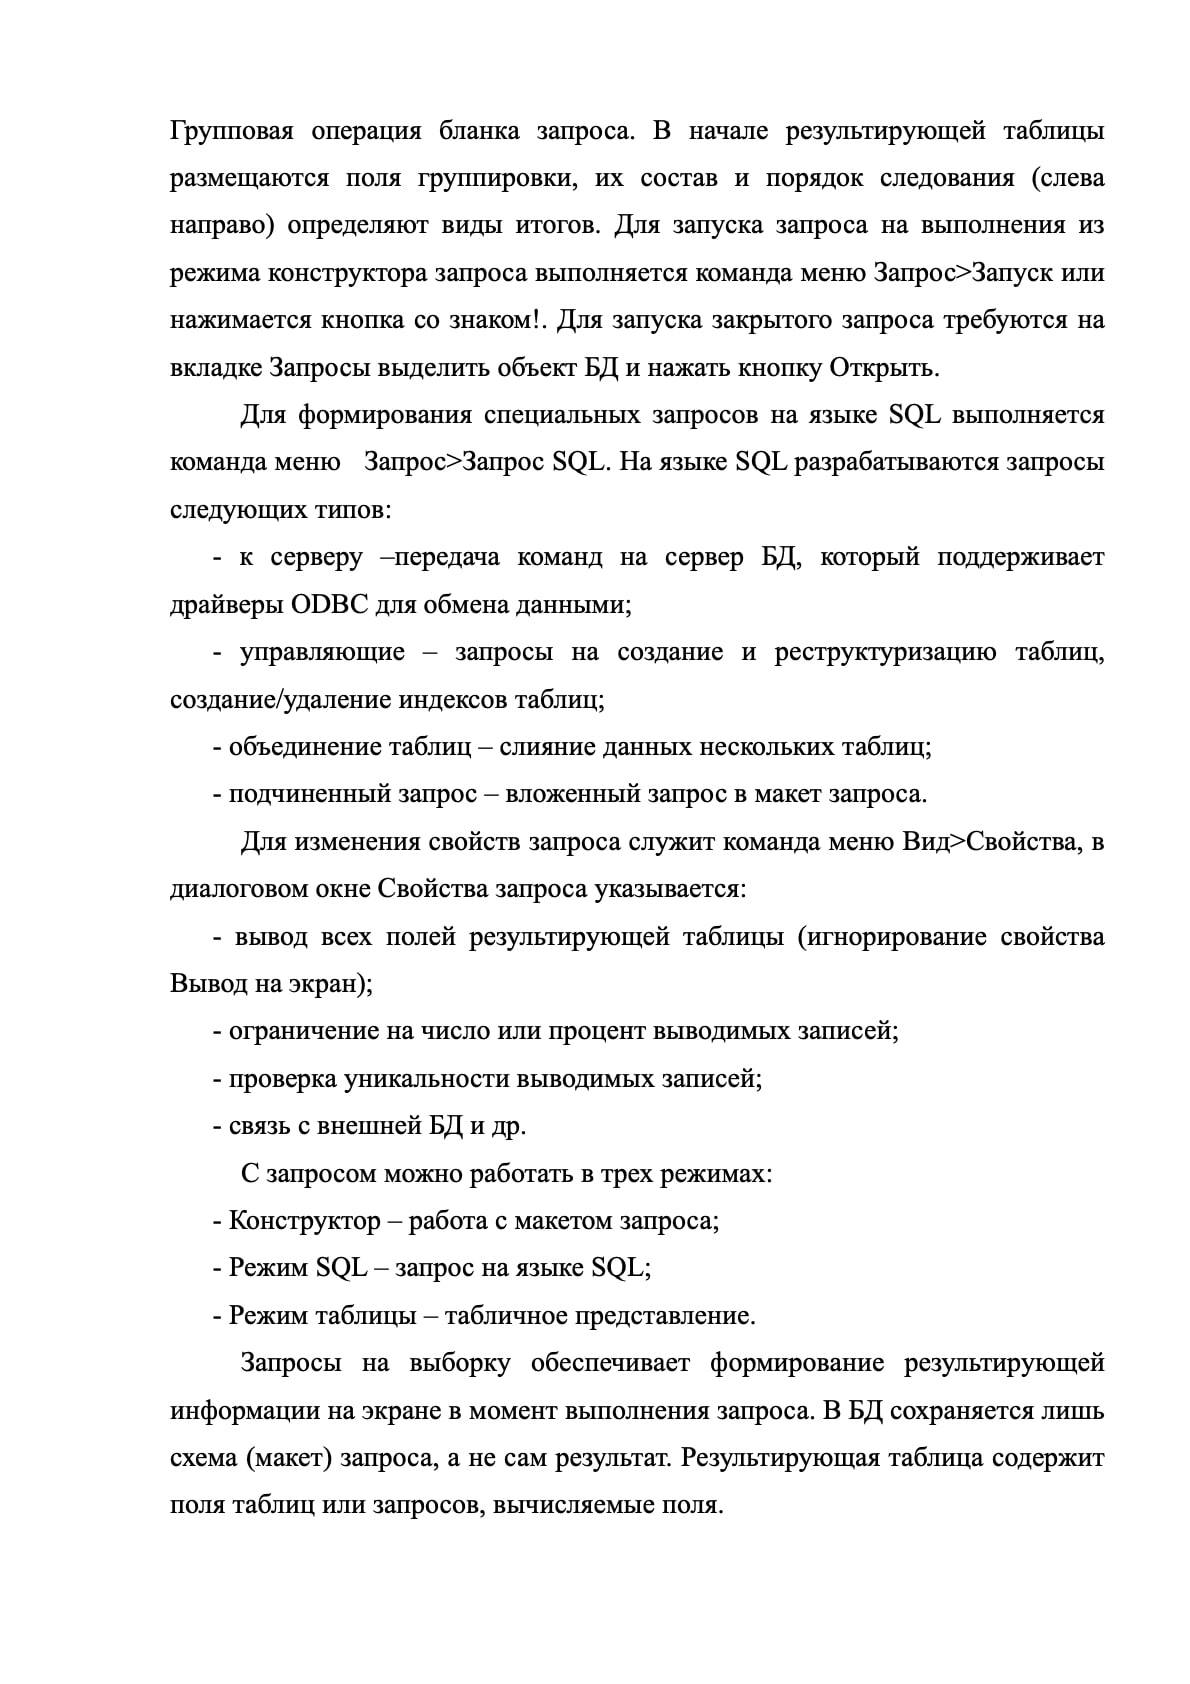 Групповая операция бланка запроса. В начале результирующей таблицы
размещаются поля группировки, их состав и порядок следования (слева
направо) определяют виды итогов. Для запуска запроса на выполнения из
режима конструктора запроса выполняется команда меню Запрос>Запуск или
нажимается кнопка со знаком!. Для запуска закрытого запроса требуются на
вкладке Запросы выделить объект БД и нажать кнопку Открыть.
Для формирования специальных запросов на языке SQL выполняется
команда меню Запрос>Запрос SQL. На языке SQL разрабатываются запросы
следующих типов:
- к серверу –передача команд на сервер БД, который поддерживает
драйверы ODBC для обмена данными;
- управляющие – запросы на создание и реструктуризацию таблиц,
создание/удаление индексов таблиц;
- объединение таблиц – слияние данных нескольких таблиц;
- подчиненный запрос – вложенный запрос в макет запроса.
Для изменения свойств запроса служит команда меню Вид>Свойства, в
диалоговом окне Свойства запроса указывается:
- вывод всех полей результирующей таблицы (игнорирование свойства
Вывод на экран);
- ограничение на число или процент выводимых записей;
- проверка уникальности выводимых записей;
- связь с внешней БД и др.
С запросом можно работать в трех режимах:
- Конструктор – работа с макетом запроса;
- Режим SQL – запрос на языке SQL;
- Режим таблицы – табличное представление.
Запросы на выборку обеспечивает формирование результирующей
информации на экране в момент выполнения запроса. В БД сохраняется лишь
схема (макет) запроса, а не сам результат. Результирующая таблица содержит
поля таблиц или запросов, вычисляемые поля.